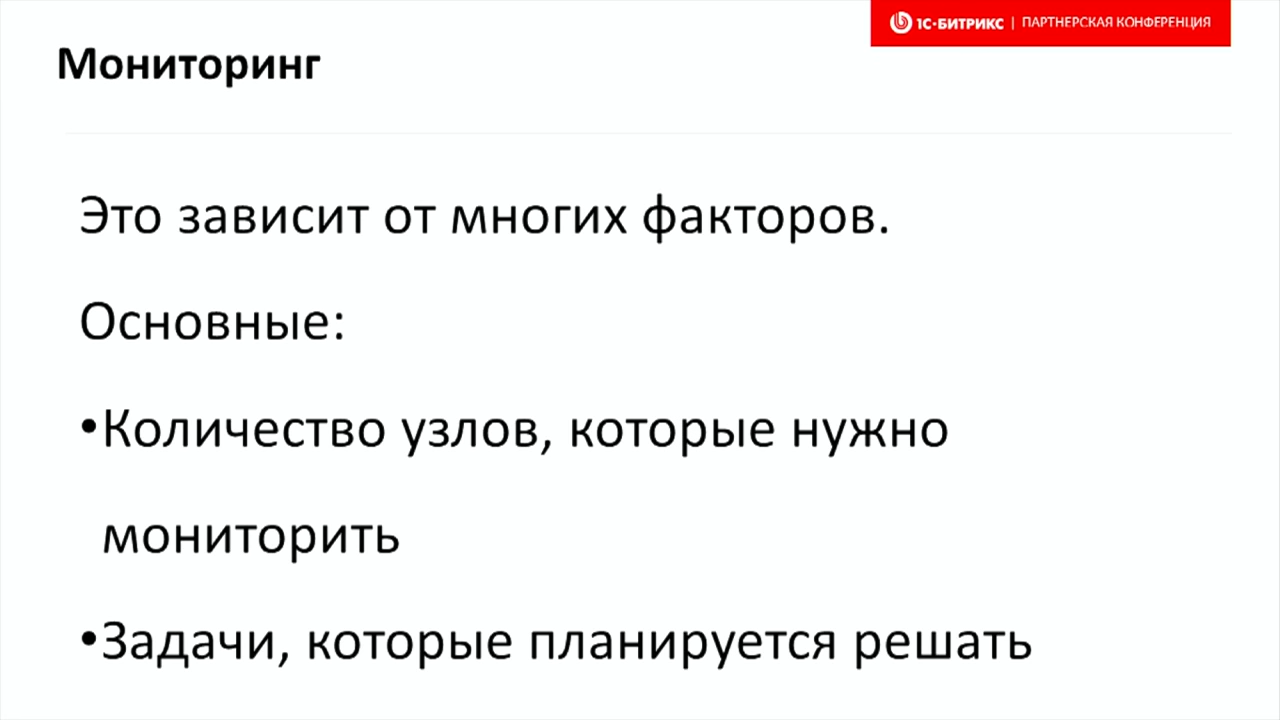 1С-БИТРИКС | ПАРТНЕРСКАЯ КОНФЕРЕНЦИЯ
Мониторинг
Это зависит от многих факторов.
Основные:
•Количество узлов, которые нужно
мониторить
•Задачи, которые планируется решать